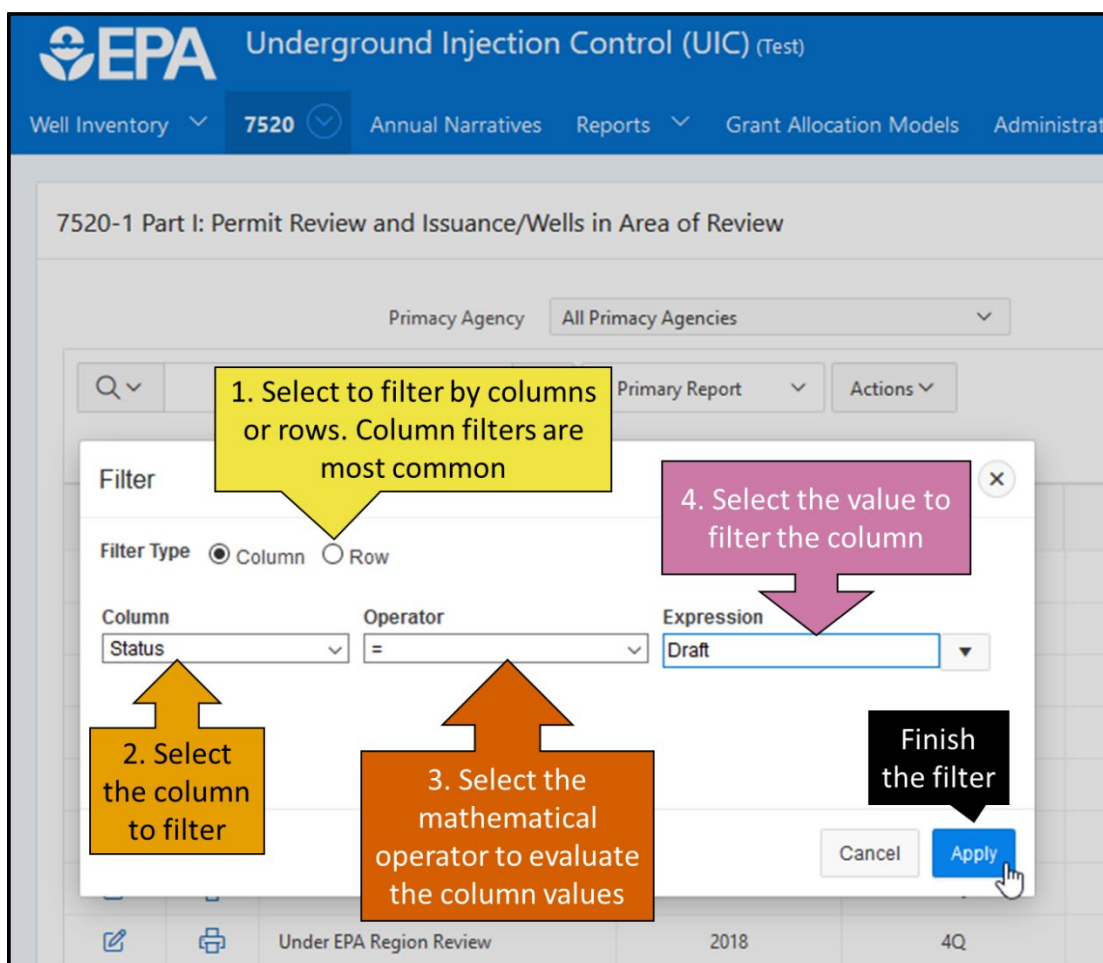 EPA
Underground Injection Control (UIC) (Test)
Well Inventory 7520 Annual Narratives Reports Grant Allocation Models Administrat
7520-1 Part I: Permit Review and Issuance/Wells in Area of Review
Primacy Agency All Primacy Agencies
1. Select to filter by columns
or rows. Column filters are
most common
Primary Report Actions
Filter
4. Select the value to
filter the column
Filter Type Column Row
Column Operator Expression
Status = Draft
2. Select
the column
to filter
3. Select the
mathematical
operator to evaluate
the column values
Finish
the filter
Cancel Apply
Under EPA Region Review 2018 4Q